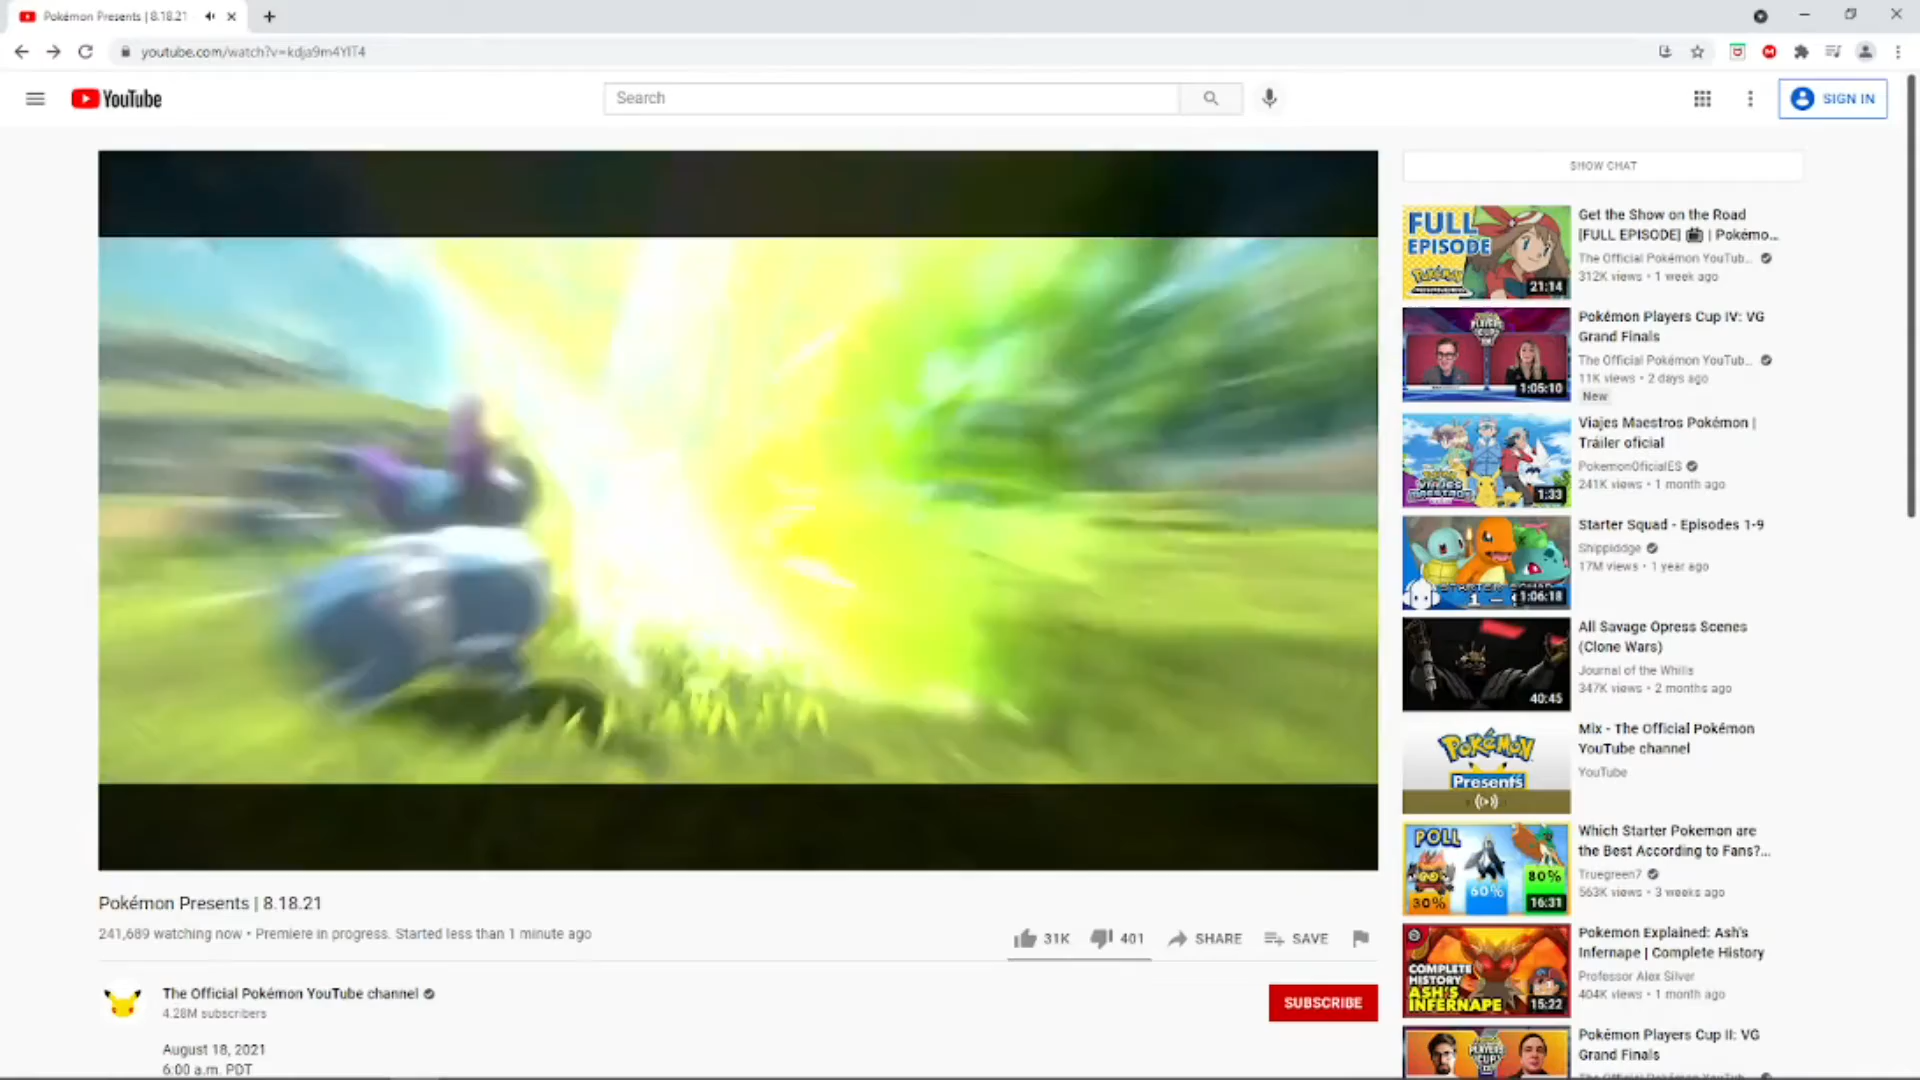 Pokémon Presents | 8.18.21
youtube.com/watch?v=kdja9m4YlT4
YouTube
Search
SIGN IN
SHOW CHAT
FULL
EPISODE
21:14
Get the Show on the Road
[FULL EPISODE] 📺 | Pokémo...
The Official Pokémon YouTub...
312K views • 1 week ago
1:05:10
Pokémon Players Cup IV: VG
Grand Finals
The Official Pokémon YouTub...
11K views • 2 days ago
New
1:33
Viajes Maestros Pokémon |
Tráiler oficial
PokemonOficialES
241K views • 1 month ago
1:06:18
Starter Squad - Episodes 1-9
Shippiddge
17M views • 1 year ago
40:45
All Savage Opress Scenes
(Clone Wars)
Journal of the Whills
347K views • 2 months ago
POKéMON
Presents
Mix - The Official Pokémon
YouTube channel
YouTube
POLL
30%
60%
80%
16:31
Which Starter Pokemon are
the Best According to Fans?...
Truegreen7
563K views • 3 weeks ago
COMPLETE
HISTORY
ASH'S
INFERNAPE
15:22
Pokemon Explained: Ash's
Infernape | Complete History
Professor Alex Silver
404K views • 1 month ago
Pokémon Players Cup II: VG
Grand Finals
Pokémon Presents | 8.18.21
241,689 watching now • Premiere in progress. Started less than 1 minute ago
31K
401
SHARE
SAVE
The Official Pokémon YouTube channel
4.28M subscribers
SUBSCRIBE
August 18, 2021
6:00 a.m. PDT